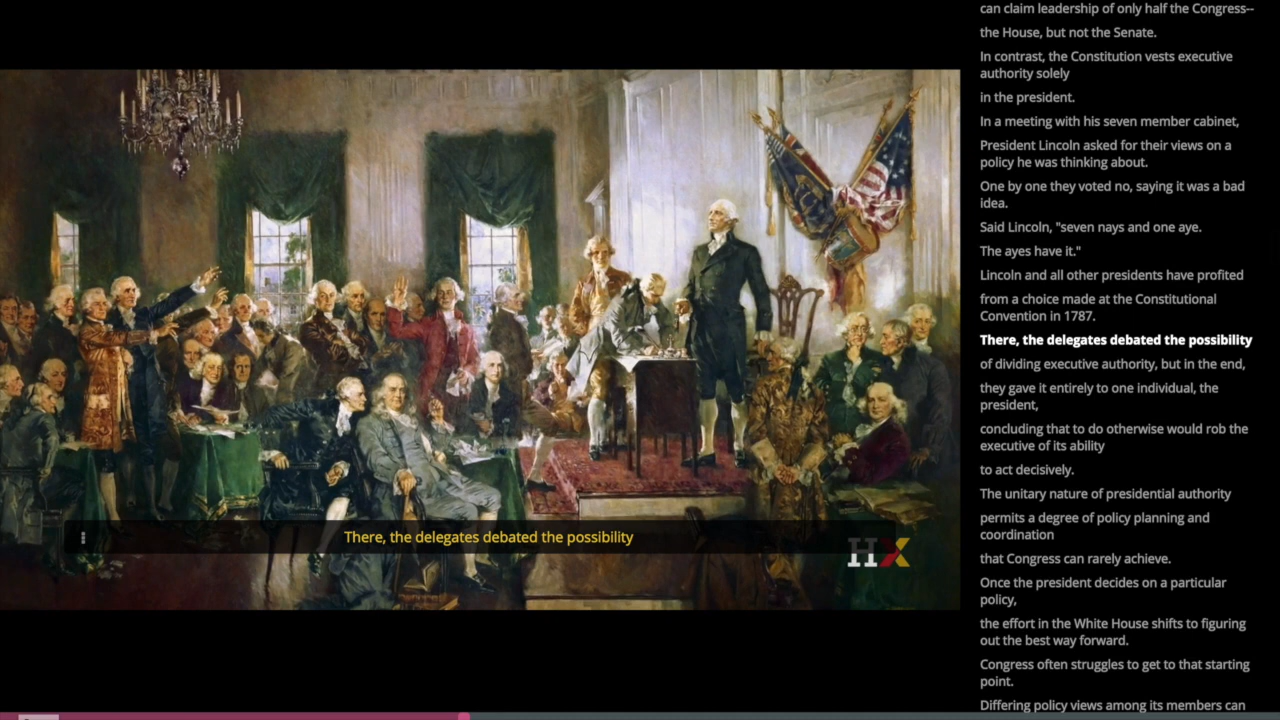 can claim leadership of only half the Congress--
the House, but not the Senate.
In contrast, the Constitution vests executive
authority solely
in the president.
In a meeting with his seven member cabinet,
President Lincoln asked for their views on a
policy he was thinking about.
One by one they voted no, saying it was a bad
idea.
Said Lincoln, "seven nays and one aye.
The ayes have it."
Lincoln and all other presidents have profited
from a choice made at the Constitutional
Convention in 1787.
There, the delegates debated the possibility
of dividing executive authority, but in the end,
they gave it entirely to one individual, the
president,
concluding that to do otherwise would rob the
executive of its ability
to act decisively.
The unitary nature of presidential authority
permits a degree of policy planning and
coordination
that Congress can rarely achieve.
Once the president decides on a particular
policy,
the effort in the White House shifts to figuring
out the best way forward.
Congress often struggles to get to that starting
point.
Differing policy views among its members can
There, the delegates debated the possibility
HX